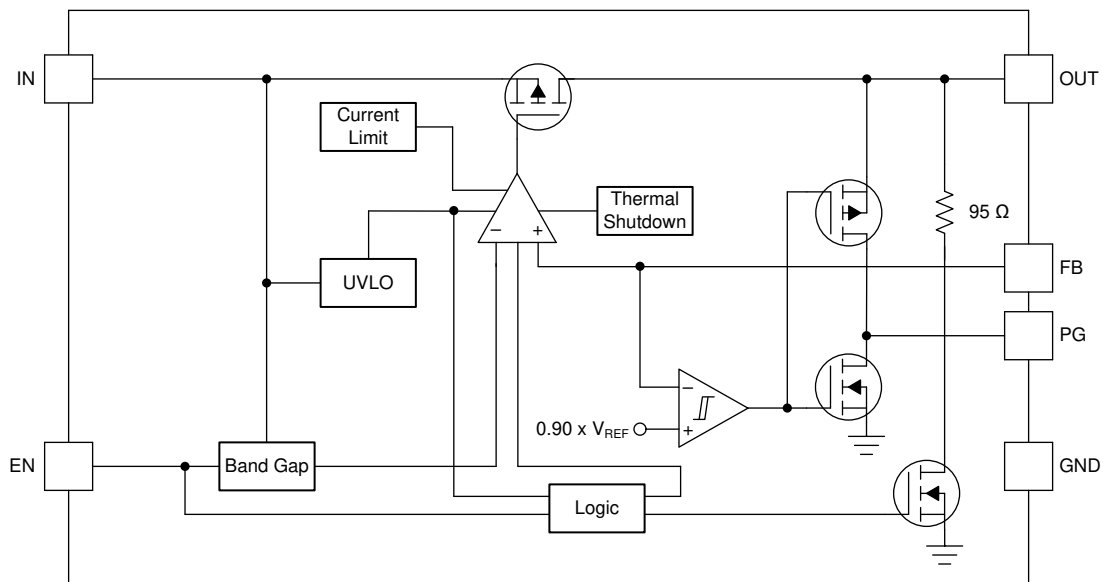 IN
OUT
Current
Limit
Thermal
Shutdown
95 Ω
−
+
UVLO
FB
PG
−
0.90 x VREF
+
EN
Band Gap
GND
Logic